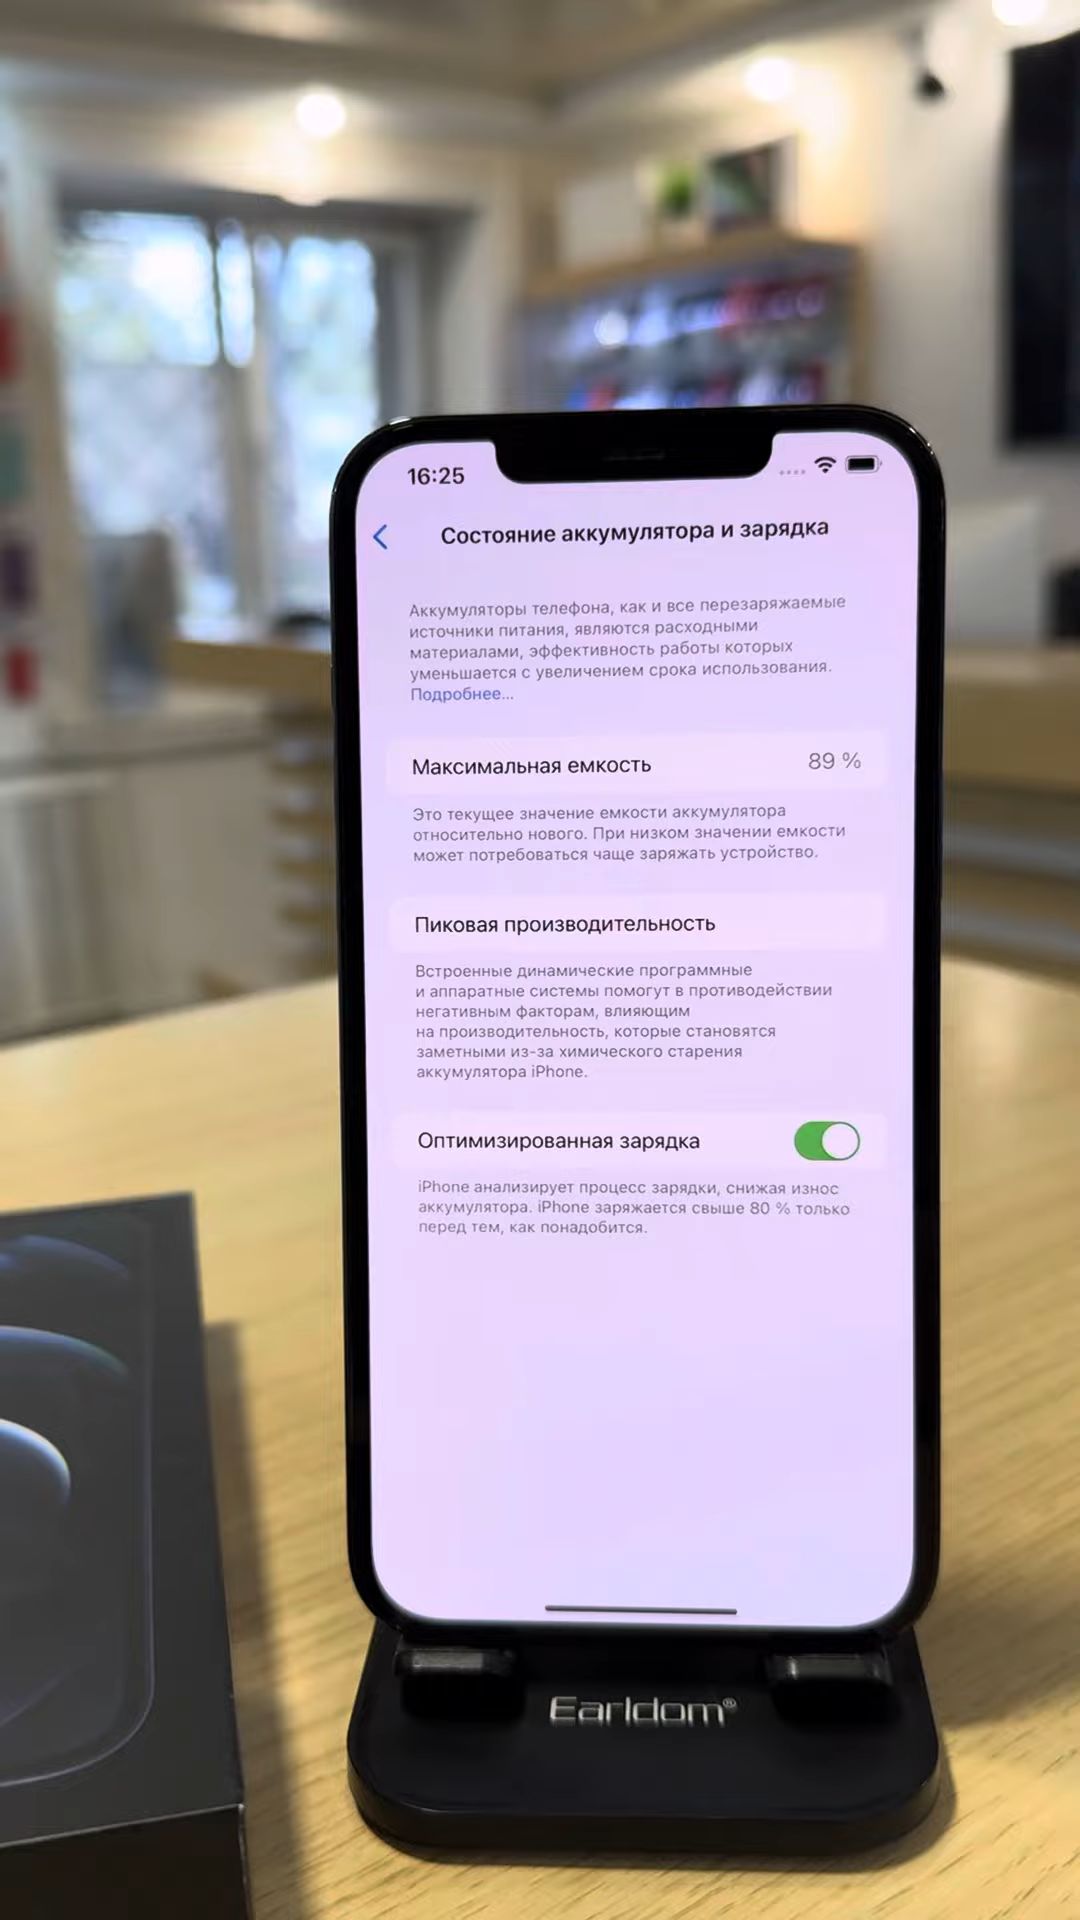 16:25
Состояние аккумулятора и зарядка
Аккумуляторы телефона, как и все перезаряжаемые
источники питания, являются расходными
материалами, эффективность работы которых
уменьшается с увеличением срока использования.
Подробнее...
Максимальная емкость 89 %
Это текущее значение емкости аккумулятора
относительно нового. При низком значении емкости
может потребоваться чаще заряжать устройство.
Пиковая производительность
Встроенные динамические программные
и аппаратные системы помогут в противодействии
негативным факторам, влияющим
на производительность, которые становятся
заметными из-за химического старения
аккумулятора iPhone.
Оптимизированная зарядка
iPhone анализирует процесс зарядки, снижая износ
аккумулятора. iPhone заряжается свыше 80 % только
перед тем, как понадобится.
Earldom®